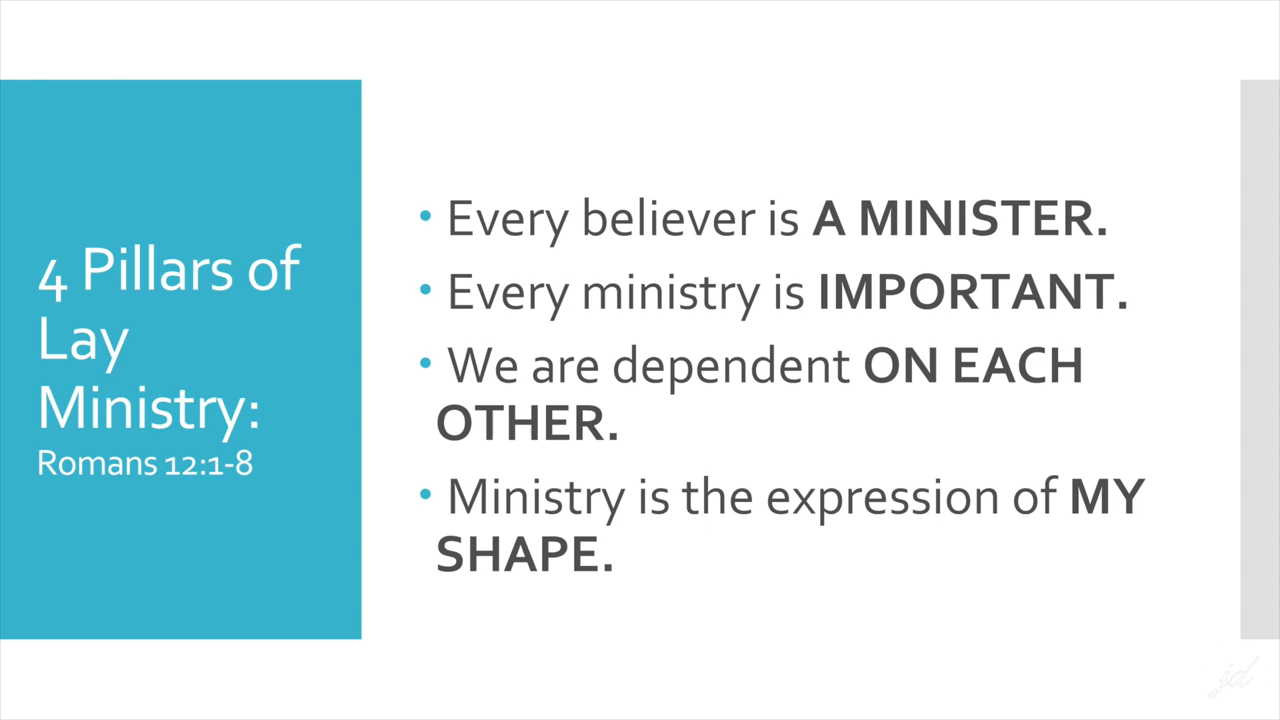 4 Pillars of
Lay
Ministry:
Romans 12:1-8
• Every believer is A MINISTER.
• Every ministry is IMPORTANT.
• We are dependent ON EACH
OTHER.
• Ministry is the expression of MY
SHAPE.
jd